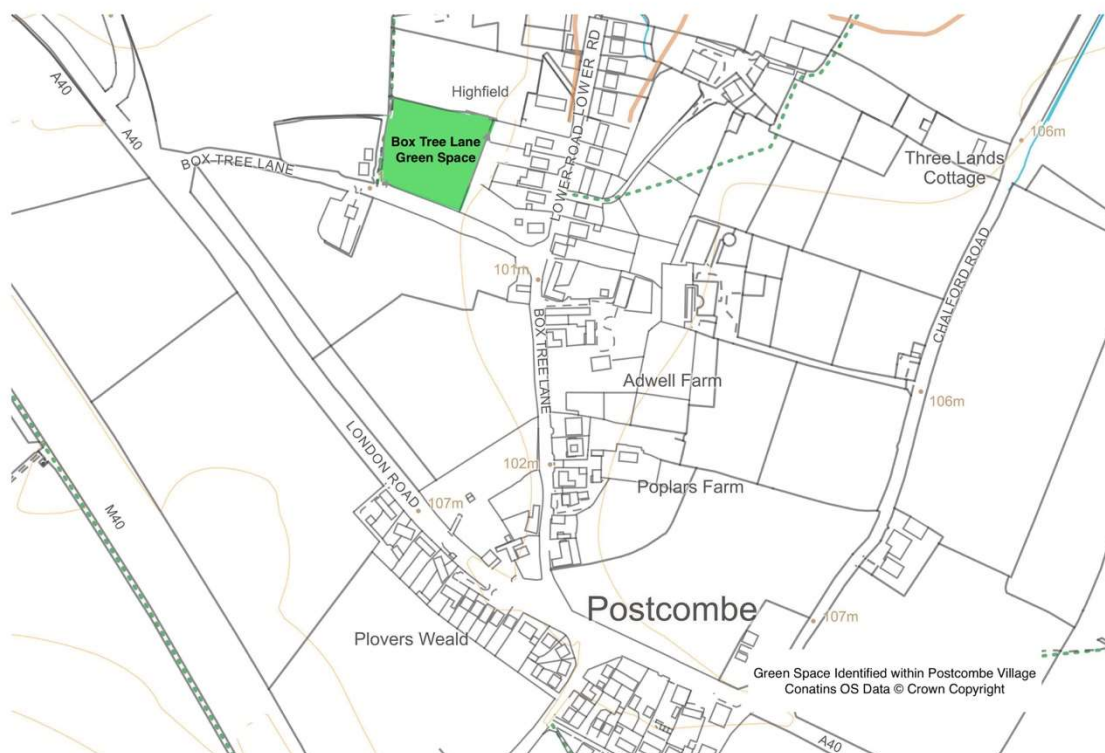 A40
A40
BOX TREE LANE
Highfield
Box Tree Lane
Green Space
LOWER ROAD
LOWER RD
106m
Three Lands
Cottage
CHALFORD ROAD
101m
BOX TREE LANE
Adwell Farm
106m
LONDON ROAD
102m
107m
Poplars Farm
M40
Postcombe
107m
Plovers Weald
Green Space Identified within Postcombe Village
Conatins OS Data © Crown Copyright
A40